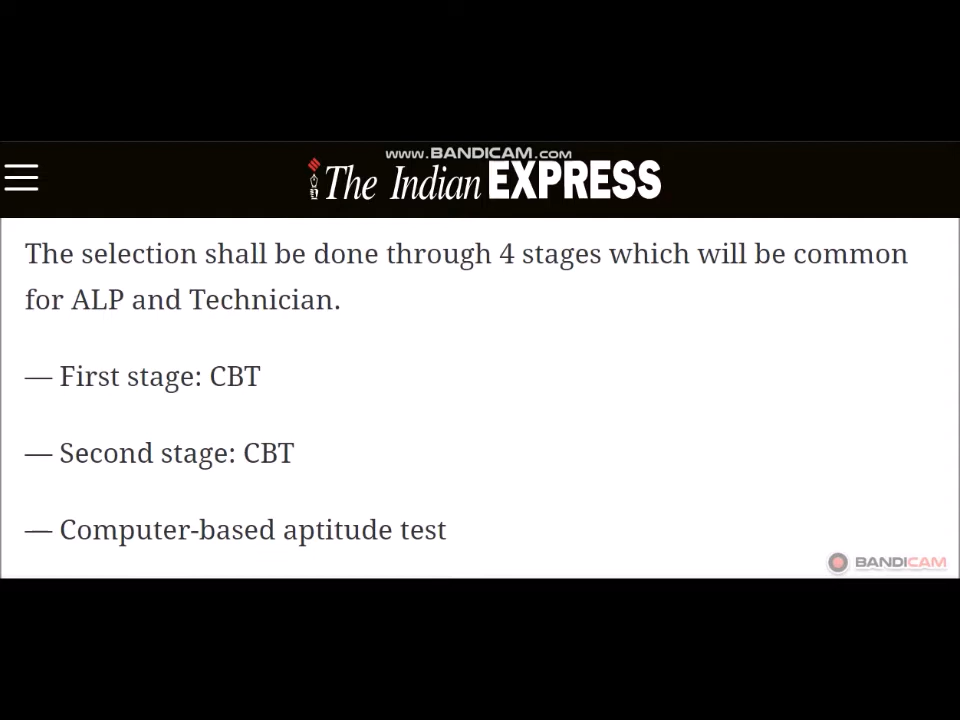 www.BANDICAM.com
The Indian EXPRESS
The selection shall be done through 4 stages which will be common
for ALP and Technician.
— First stage: CBT
— Second stage: CBT
— Computer-based aptitude test
BANDICAM